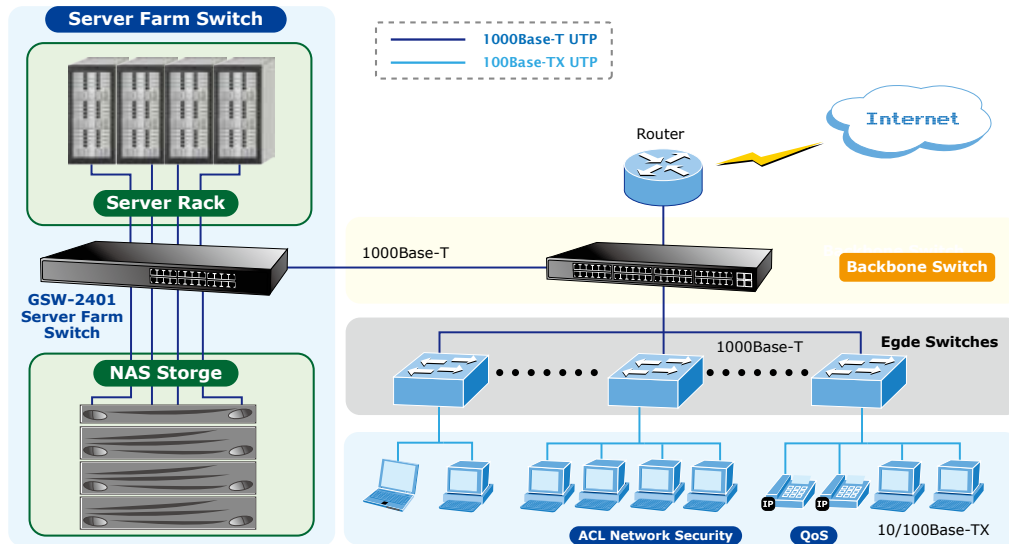 Server Farm Switch
Server Rack
GSW-2401
Server Farm
Switch
NAS Storge
1000Base-T UTP
100Base-TX UTP
Router
Internet
1000Base-T
Backbone Switch
1000Base-T
Egde Switches
IP
IP
ACL Network Security
QoS
10/100Base-TX